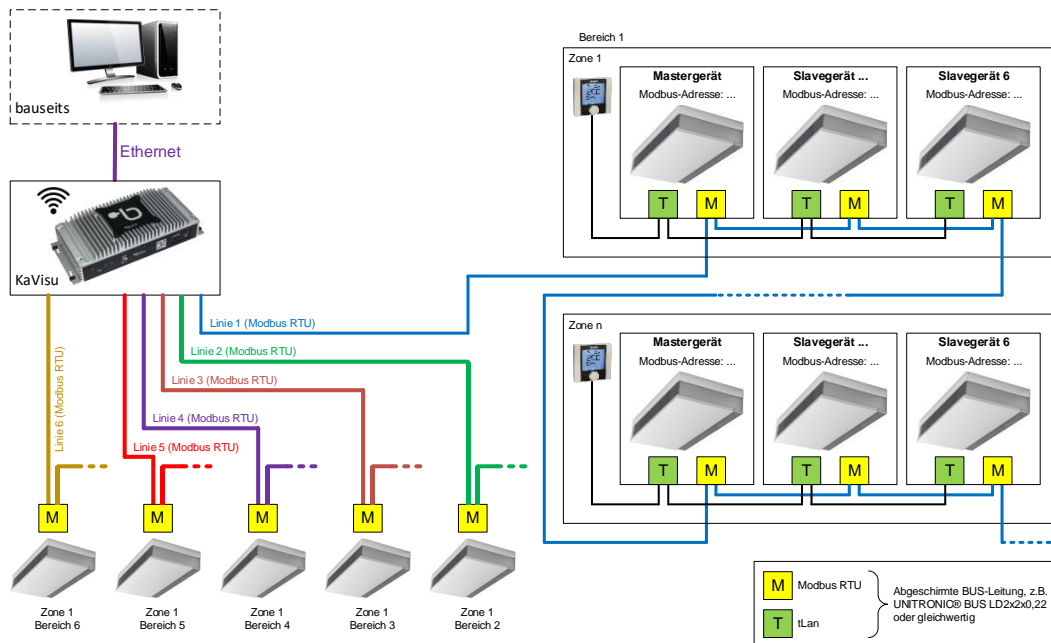 bauseits
Ethernet
KaVisu
Linie 1 (Modbus RTU)
Linie 2 (Modbus RTU)
Linie 3 (Modbus RTU)
Linie 4 (Modbus RTU)
Linie 5 (Modbus RTU)
Linie 6 (Modbus RTU)
M
M
M
M
M
Zone 1
Bereich 6
Zone 1
Bereich 5
Zone 1
Bereich 4
Zone 1
Bereich 3
Zone 1
Bereich 2
Bereich 1
Zone 1
Mastergerät
Modbus-Adresse: ...
Slavegerät ...
Modbus-Adresse: ...
Slavegerät 6
Modbus-Adresse: ...
T
M
T
M
T
M
Zone n
Mastergerät
Modbus-Adresse: ...
Slavegerät ...
Modbus-Adresse: ...
Slavegerät 6
Modbus-Adresse: ...
T
M
T
M
T
M
M
Modbus RTU
T
tLan
Abgeschirmte BUS-Leitung, z.B.
UNITRONIC® BUS LD2x2x0,22
oder gleichwertig